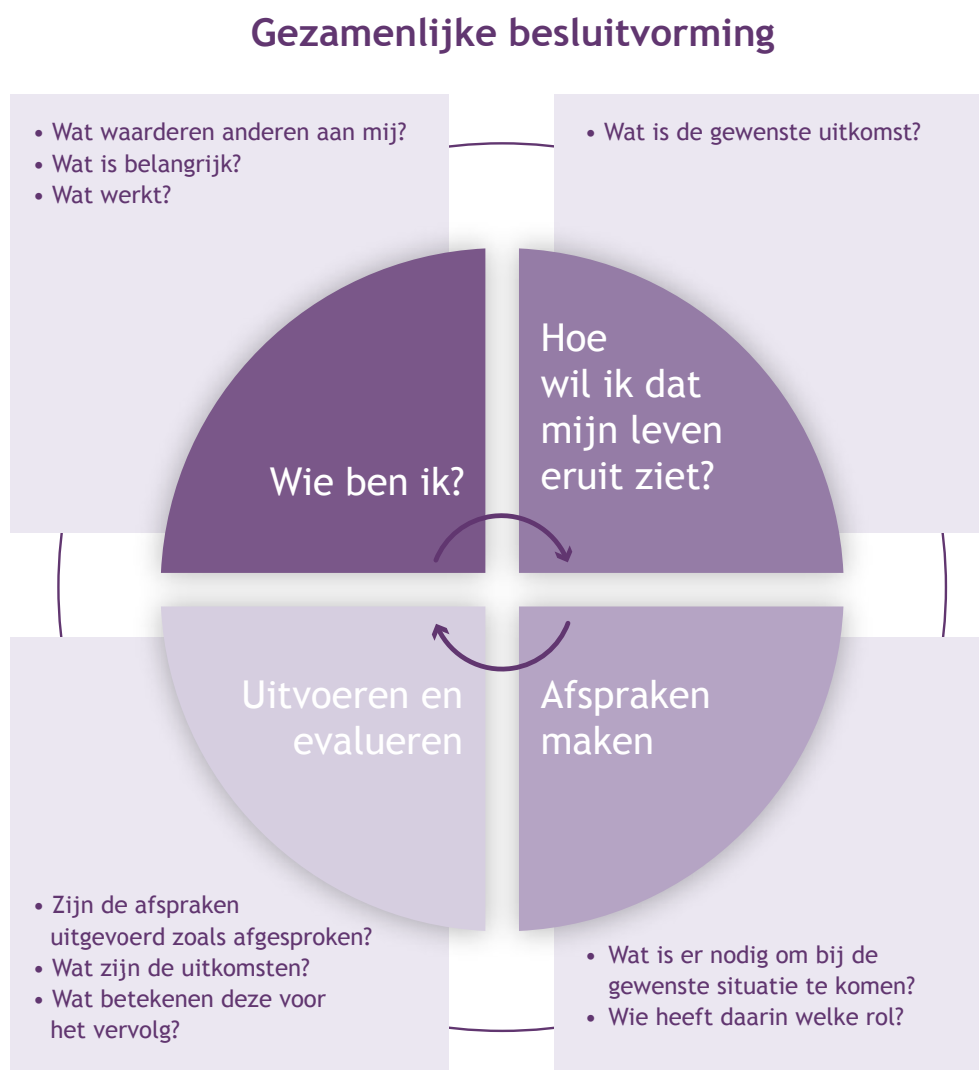 Gezamenlijke besluitvorming
• Wat waarderen anderen aan mij?
• Wat is belangrijk?
• Wat werkt?
• Wat is de gewenste uitkomst?
Wie ben ik?
Hoe
wil ik dat
mijn leven
eruit ziet?
Uitvoeren en
evalueren
Afspraken
maken
• Zijn de afspraken
uitgevoerd zoals afgesproken?
• Wat zijn de uitkomsten?
• Wat betekenen deze voor
het vervolg?
• Wat is er nodig om bij de
gewenste situatie te komen?
• Wie heeft daarin welke rol?